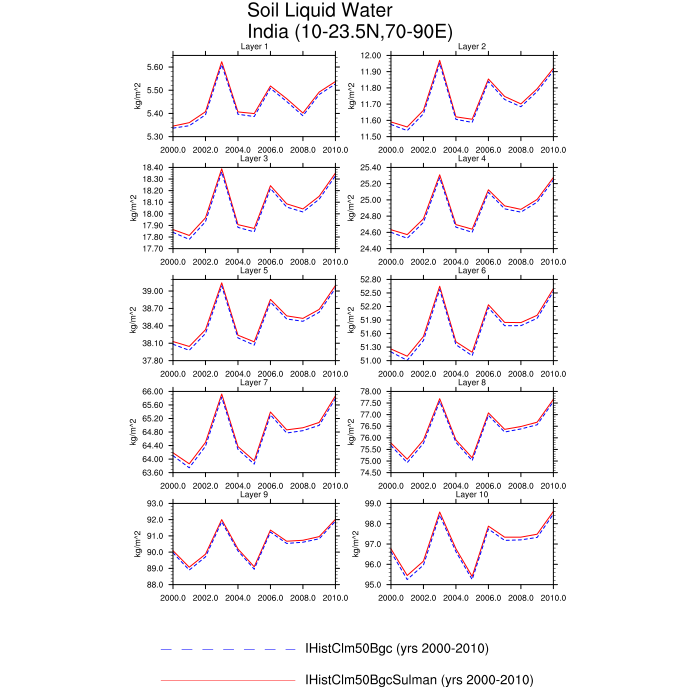 Soil Liquid Water
India (10-23.5N,70-90E)
Layer 1
Layer 2
kg/m^2
5.60
5.50
5.40
5.30
2000.0 2002.0 2004.0 2006.0 2008.0 2010.0
kg/m^2
12.00
11.90
11.80
11.70
11.60
11.50
2000.0 2002.0 2004.0 2006.0 2008.0 2010.0
Layer 3
Layer 4
kg/m^2
18.40
18.30
18.20
18.10
18.00
17.90
17.80
17.70
2000.0 2002.0 2004.0 2006.0 2008.0 2010.0
kg/m^2
25.40
25.20
25.00
24.80
24.60
24.40
2000.0 2002.0 2004.0 2006.0 2008.0 2010.0
Layer 5
Layer 6
kg/m^2
39.00
38.70
38.40
38.10
37.80
2000.0 2002.0 2004.0 2006.0 2008.0 2010.0
kg/m^2
52.80
52.50
52.20
51.90
51.60
51.30
51.00
2000.0 2002.0 2004.0 2006.0 2008.0 2010.0
Layer 7
Layer 8
kg/m^2
66.00
65.60
65.20
64.80
64.40
64.00
63.60
2000.0 2002.0 2004.0 2006.0 2008.0 2010.0
kg/m^2
78.00
77.50
77.00
76.50
76.00
75.50
75.00
74.50
2000.0 2002.0 2004.0 2006.0 2008.0 2010.0
Layer 9
Layer 10
kg/m^2
93.0
92.0
91.0
90.0
89.0
88.0
2000.0 2002.0 2004.0 2006.0 2008.0 2010.0
kg/m^2
99.0
98.0
97.0
96.0
95.0
2000.0 2002.0 2004.0 2006.0 2008.0 2010.0
IHistClm50Bgc (yrs 2000-2010)
IHistClm50BgcSulman (yrs 2000-2010)